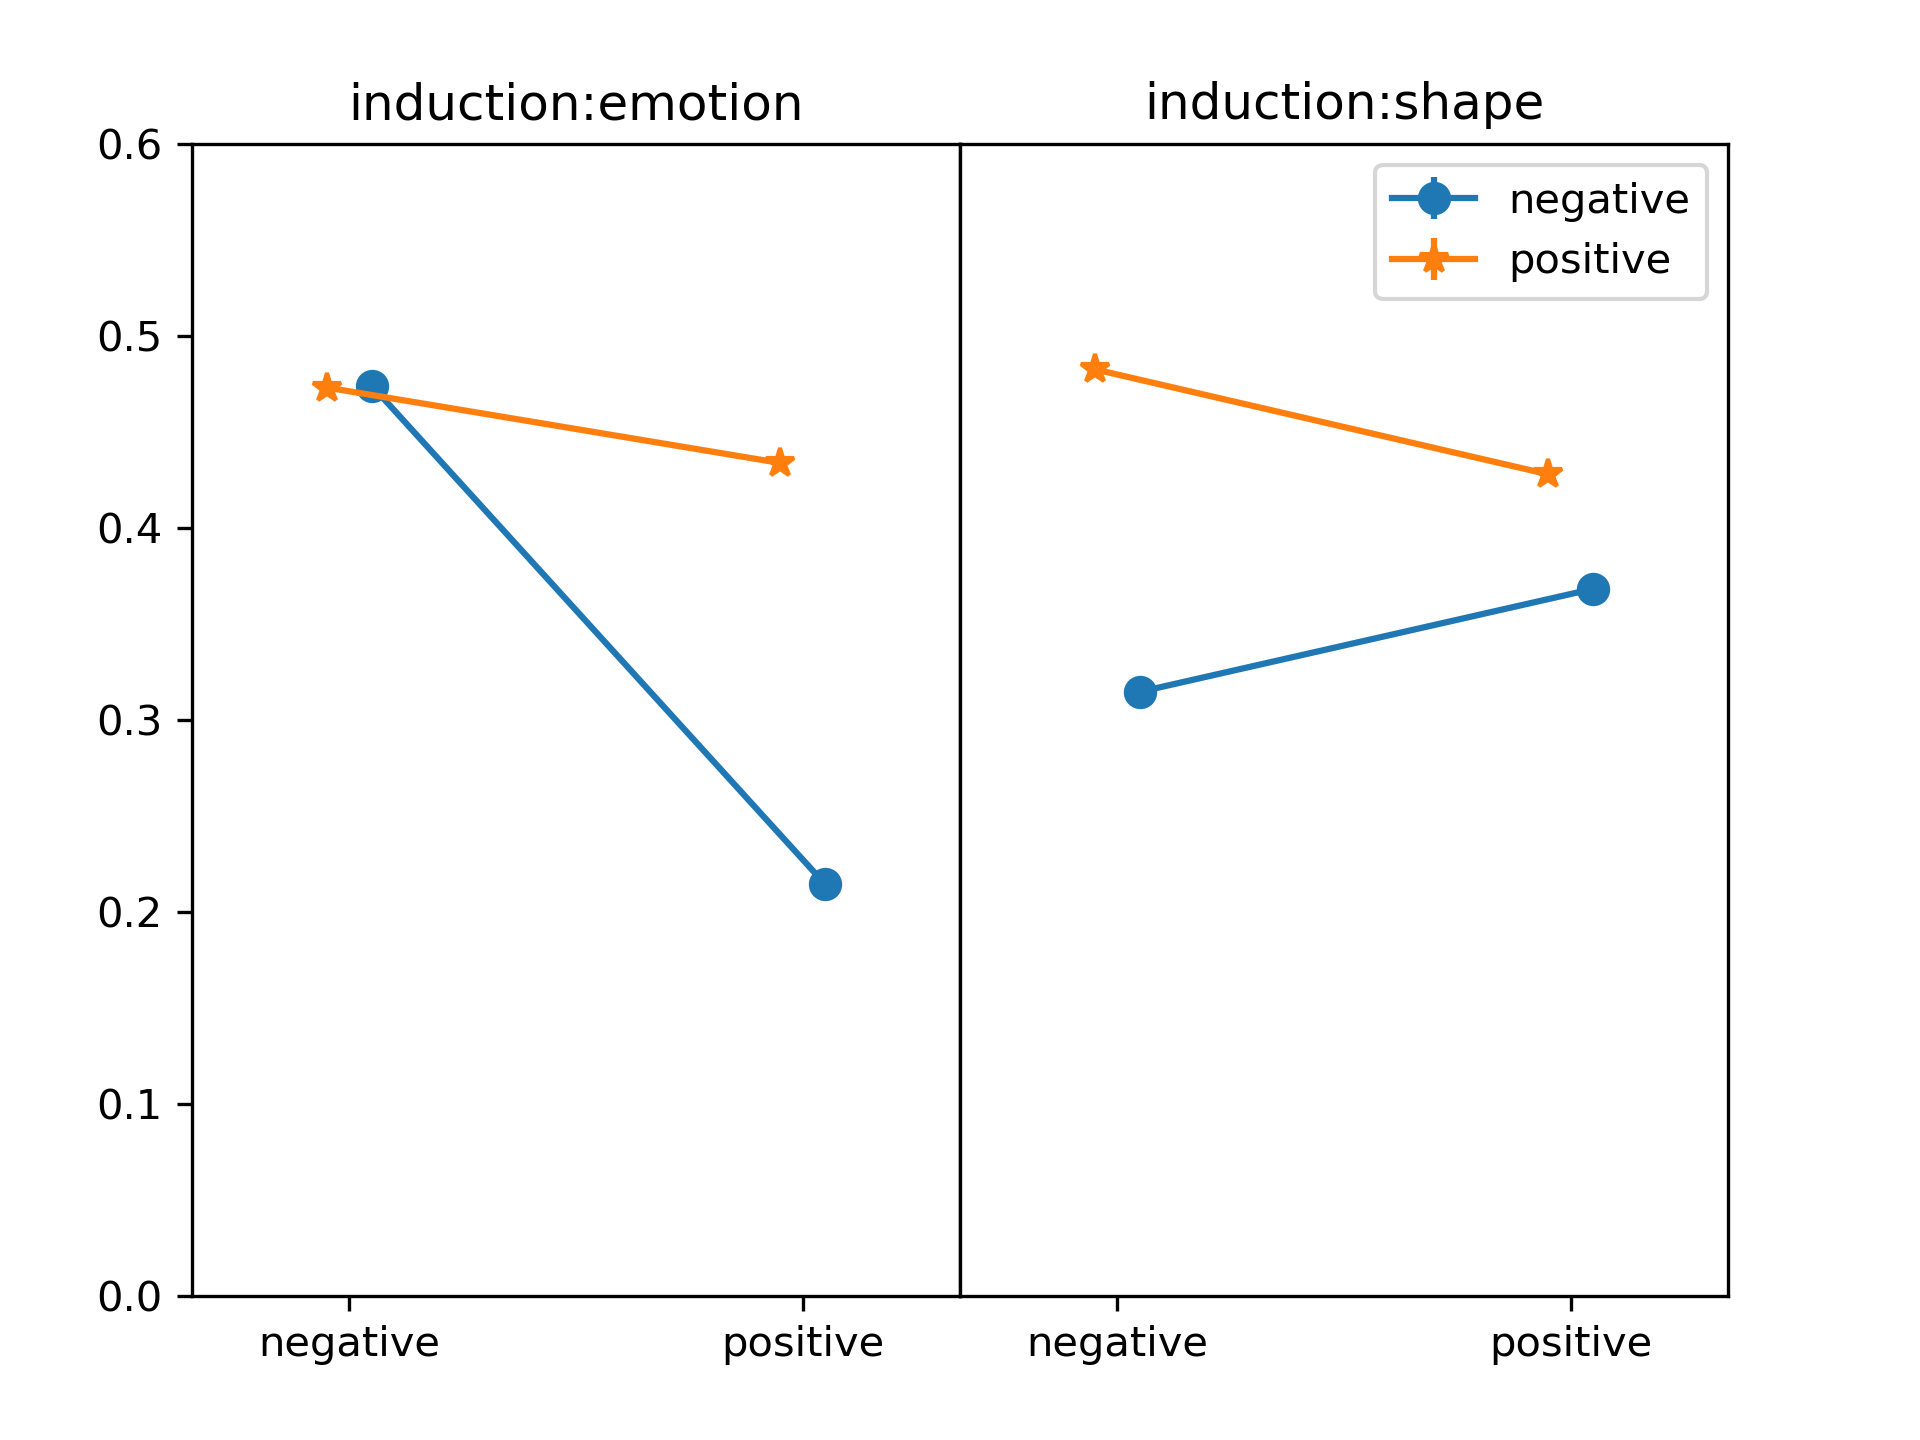 induction:emotion
induction:shape
0.6
0.5
0.4
0.3
0.2
0.1
0.0
negative
positive
negative
positive
negative
positive